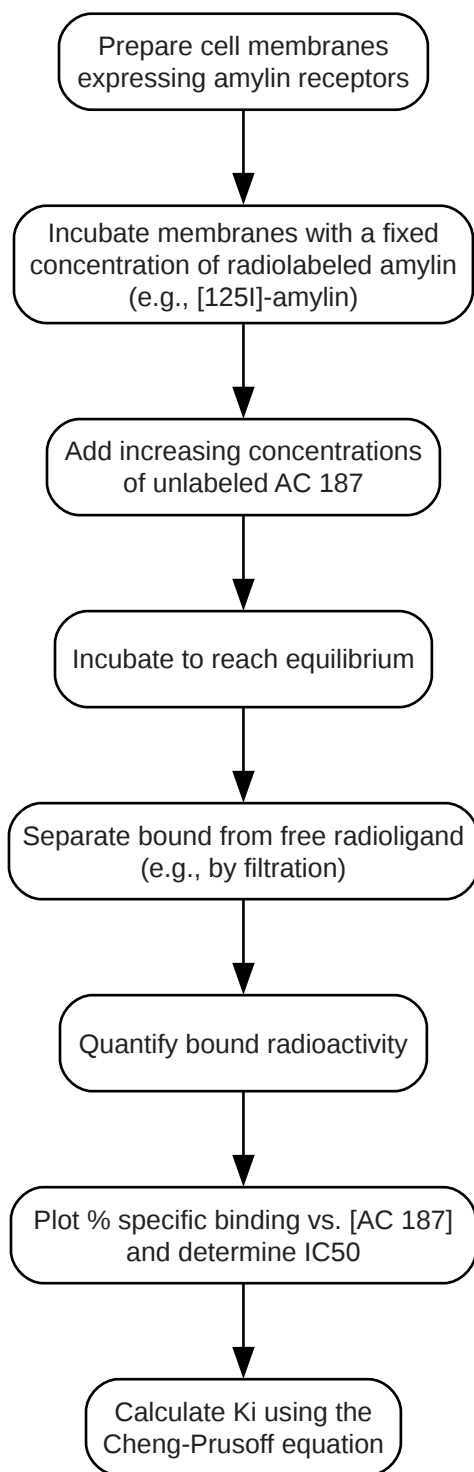 Prepare cell membranes
expressing amylin receptors
Incubate membranes with a fixed
concentration of radiolabeled amylin
(e.g., [125I]-amylin)
Add increasing concentrations
of unlabeled AC 187
Incubate to reach equilibrium
Separate bound from free radioligand
(e.g., by filtration)
Quantify bound radioactivity
Plot % specific binding vs. [AC 187]
and determine IC50
Calculate Ki using the
Cheng-Prusoff equation